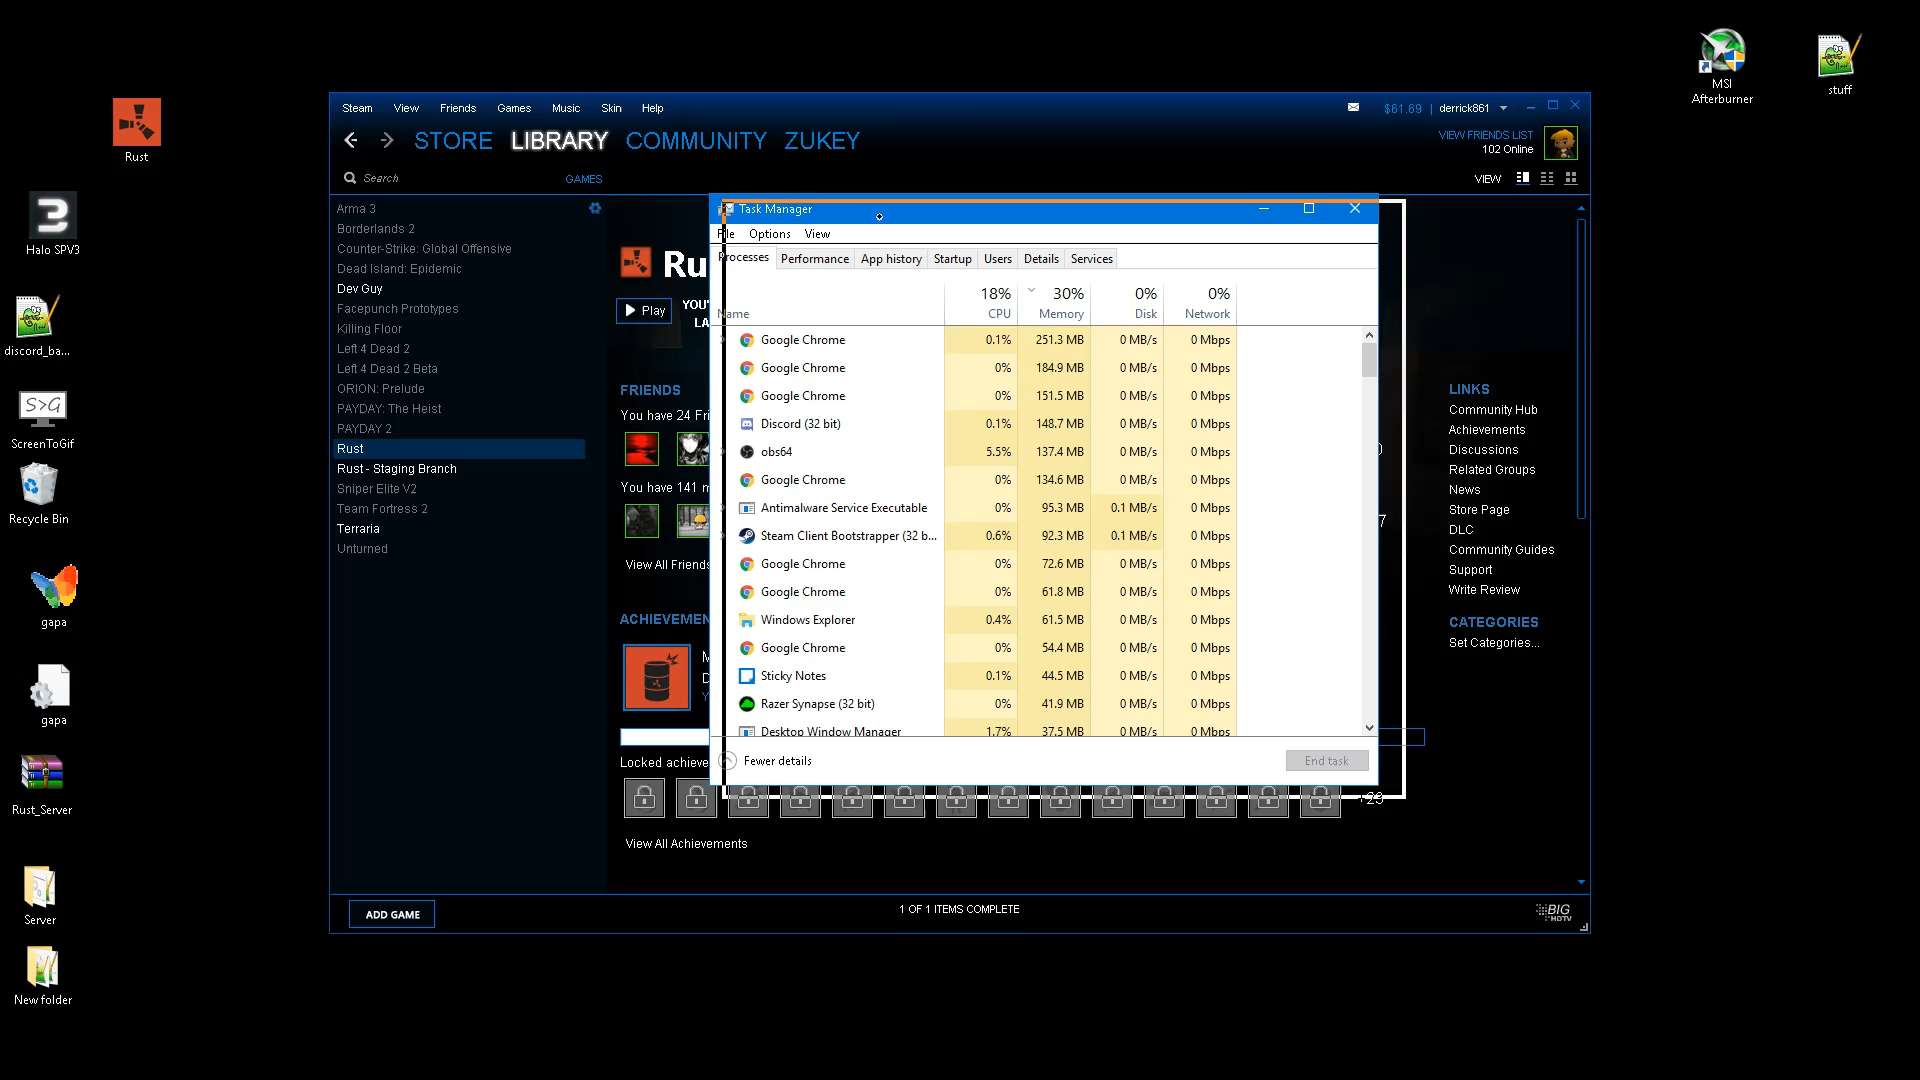 MSI
Afterburner
stuff
Rust
Halo SPV3
discord_ba...
ScreenToGif
Recycle Bin
gapa
gapa
Rust_Server
Server
New folder
Steam View Friends Games Music Skin Help
$61.69 | derrick861
STORE LIBRARY COMMUNITY ZUKEY
VIEW FRIENDS LIST
102 Online
Search GAMES
VIEW
Arma 3
Borderlands 2
Counter-Strike: Global Offensive
Dead Island: Epidemic
Dev Guy
Facepunch Prototypes
Killing Floor
Left 4 Dead 2
Left 4 Dead 2 Beta
ORION: Prelude
PAYDAY: The Heist
PAYDAY 2
Rust
Rust - Staging Branch
Sniper Elite V2
Team Fortress 2
Terraria
Unturned
Ru
Play
YOU'
LA
FRIENDS
You have 24 Fri
You have 141 m
View All Friends
ACHIEVEMEN
M
D
Y
Locked achieve
+23
View All Achievements
Task Manager
File Options View
Processes Performance App history Startup Users Details Services
18% 30% 0% 0%
Name CPU Memory Disk Network
Google Chrome 0.1% 251.3 MB 0 MB/s 0 Mbps
Google Chrome 0% 184.9 MB 0 MB/s 0 Mbps
Google Chrome 0% 151.5 MB 0 MB/s 0 Mbps
Discord (32 bit) 0.1% 148.7 MB 0 MB/s 0 Mbps
obs64 5.5% 137.4 MB 0 MB/s 0 Mbps
Google Chrome 0% 134.6 MB 0 MB/s 0 Mbps
Antimalware Service Executable 0% 95.3 MB 0.1 MB/s 0 Mbps
Steam Client Bootstrapper (32 b... 0.6% 92.3 MB 0.1 MB/s 0 Mbps
Google Chrome 0% 72.6 MB 0 MB/s 0 Mbps
Google Chrome 0% 61.8 MB 0 MB/s 0 Mbps
Windows Explorer 0.4% 61.5 MB 0 MB/s 0 Mbps
Google Chrome 0% 54.4 MB 0 MB/s 0 Mbps
Sticky Notes 0.1% 44.5 MB 0 MB/s 0 Mbps
Razer Synapse (32 bit) 0% 41.9 MB 0 MB/s 0 Mbps
Desktop Window Manager 1.7% 37.5 MB 0 MB/s 0 Mbps
Fewer details End task
7
LINKS
Community Hub
Achievements
Discussions
Related Groups
News
Store Page
DLC
Community Guides
Support
Write Review
CATEGORIES
Set Categories...
ADD GAME
1 OF 1 ITEMS COMPLETE
BIG
HDTV